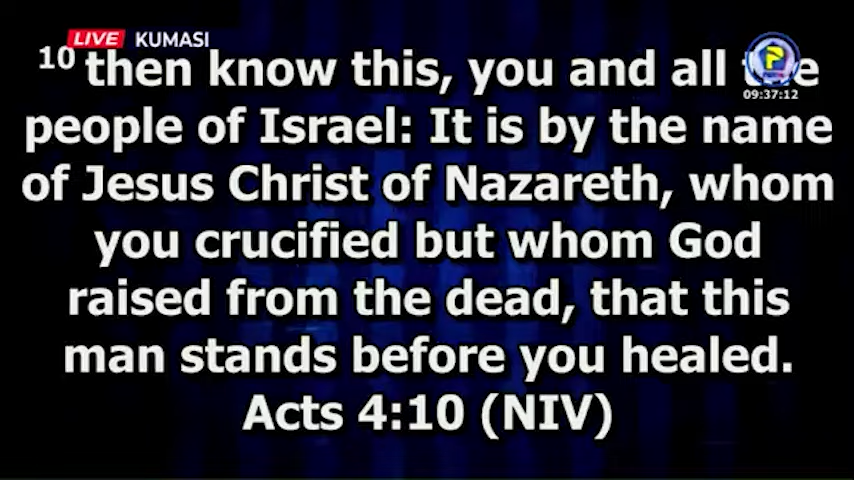 LIVE KUMASI
10 then know this, you and all the
09:37:12
people of Israel: It is by the name
of Jesus Christ of Nazareth, whom
you crucified but whom God
raised from the dead, that this
man stands before you healed.
Acts 4:10 (NIV)